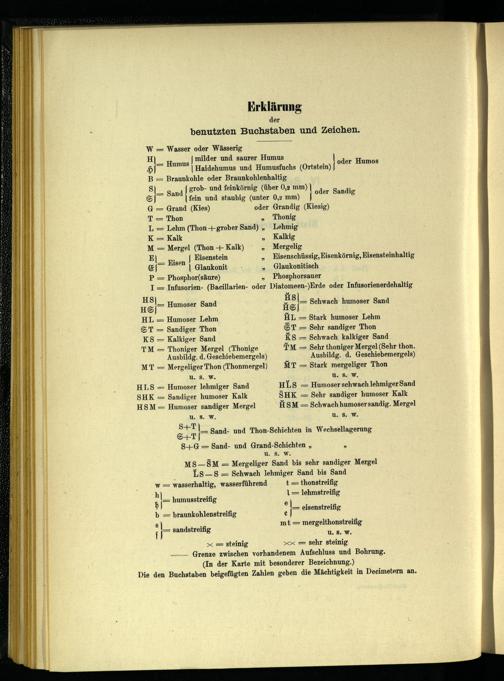 Erklärung
der
benutzten Buchstaben und Zeichen.
W = Wasser oder Wässerig
H
ℌ } = Humus { milder und saurer Humus
Haidehumus und Humusfuchs (Ortstein) } oder Humos
B = Braunkohle oder Braunkohlenhaltig
S
𝔖 } = Sand { grob- und feinkörnig (über 0,2 mm)
fein und staubig (unter 0,2 mm) } oder Sandig
G = Grand (Kies) oder Grandig (Kiesig)
T = Thon „ Thonig
L = Lehm (Thon + grober Sand) „ Lehmig
K = Kalk „ Kalkig
M = Mergel (Thon + Kalk) „ Mergelig
E
𝔈 } = Eisen { Eisenstein „ Eisenschüssig, Eisenkörnig, Eisensteinhaltig
Glaukonit „ Glaukonitisch
P = Phosphor(säure) „ Phosphorsauer
I = Infusorien- (Bacillarien- oder Diatomeen-)Erde oder Infusorienerdehaltig
HS
H𝔖 } = Humoser Sand
H̆S
H̆𝔖 } = Schwach humoser Sand
HL = Humoser Lehm
H̄L = Stark humoser Lehm
𝔖T = Sandiger Thon
𝔖̄T = Sehr sandiger Thon
KS = Kalkiger Sand
K̆S = Schwach kalkiger Sand
TM = Thoniger Mergel (Thonige
Ausbildg. d. Geschiebemergels)
T̄M = Sehr thoniger Mergel (Sehr thon.
Ausbildg. d. Geschiebemergels)
MT = Mergeliger Thon (Thonmergel)
M̄T = Stark mergeliger Thon
u. s. w.
u. s. w.
HLS = Humoser lehmiger Sand
HL̆S = Humoser schwach lehmiger Sand
SHK = Sandiger humoser Kalk
S̄HK = Sehr sandiger humoser Kalk
HSM = Humoser sandiger Mergel
H̆SM = Schwach humoser sandig. Mergel
u. s. w.
u. s. w.
S+T
𝔖+T } = Sand- und Thon-Schichten in Wechsellagerung
S+G = Sand- und Grand-Schichten „ „
u. s. w.
MS—S̄M = Mergeliger Sand bis sehr sandiger Mergel
L̆S—S = Schwach lehmiger Sand bis Sand
w = wasserhaltig, wasserführend
t = thonstreifig
l = lehmstreifig
h
𝔥 } = humusstreifig
e
𝔢 } = eisenstreifig
b = braunkohlenstreifig
mt = mergelthonstreifig
s
ſ } = sandstreifig
u. s. w.
× = steinig ×× = sehr steinig
—— Grenze zwischen vorhandenem Aufschluss und Bohrung.
(In der Karte mit besonderer Bezeichnung.)
Die den Buchstaben beigefügten Zahlen geben die Mächtigkeit in Decimetern an.